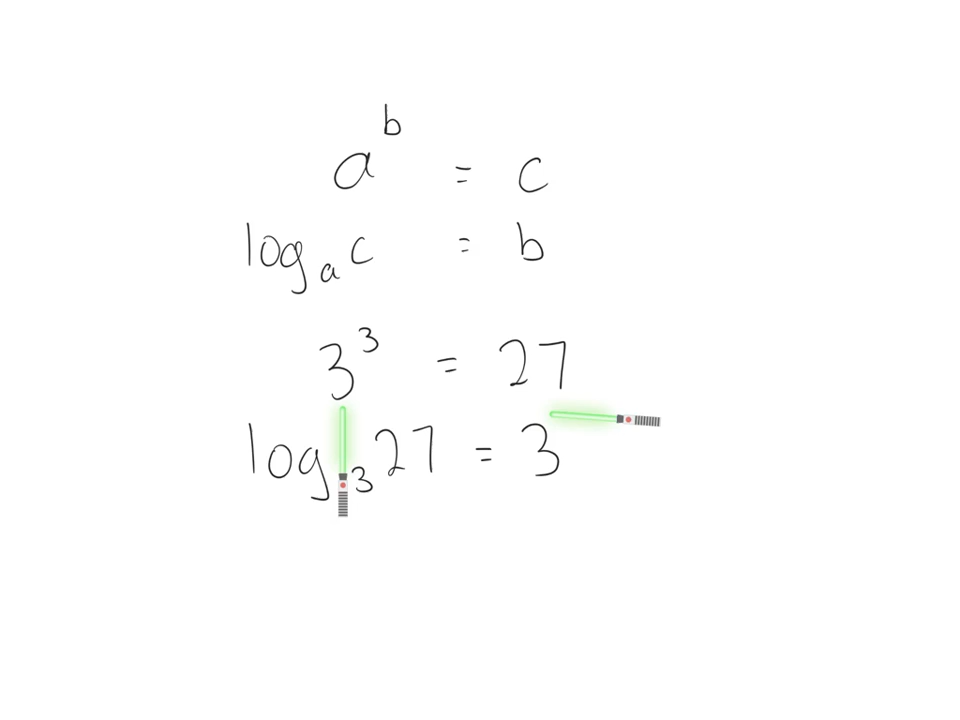 a^b = c
log_a c = b
3^3 = 27
log_3 27 = 3